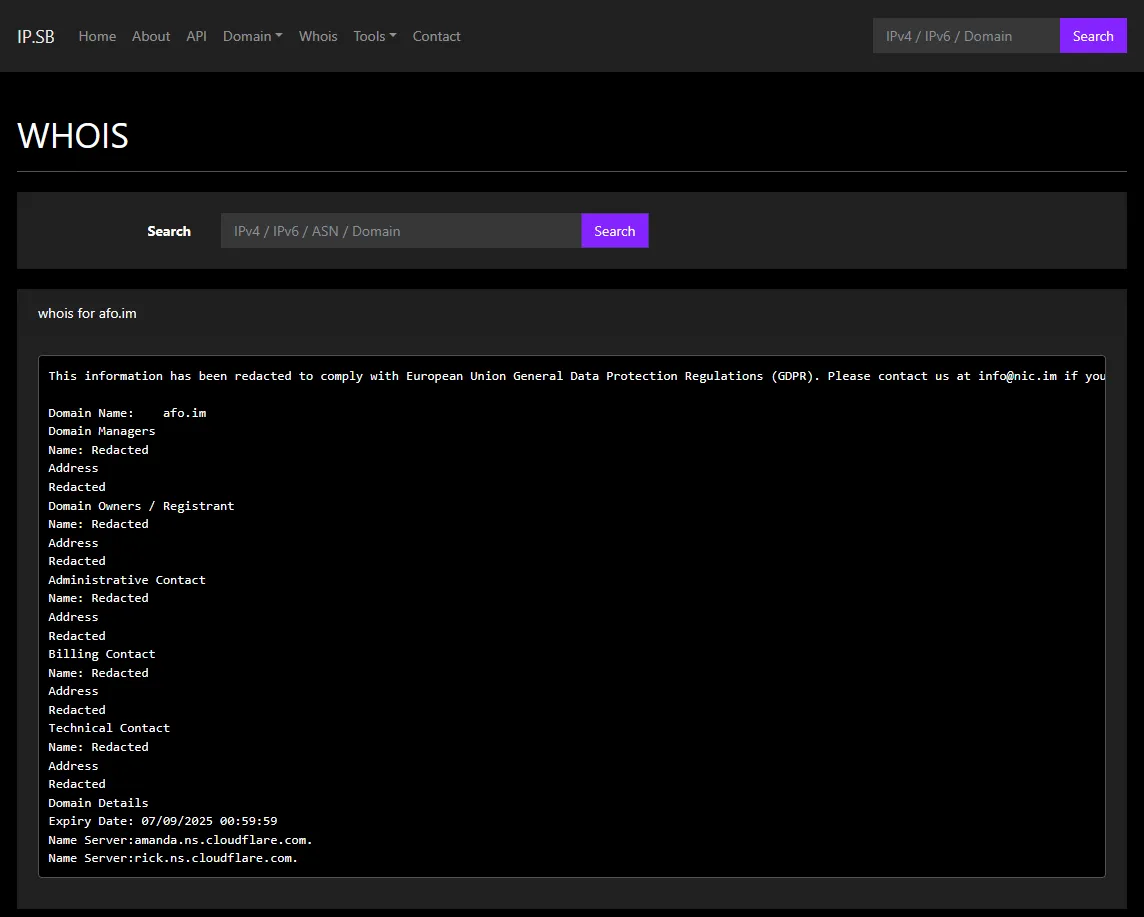 IP.SB Home About API Domain Whois Tools Contact IPv4 / IPv6 / Domain Search
WHOIS
Search IPv4 / IPv6 / ASN / Domain Search
whois for afo.im
This information has been redacted to comply with European Union General Data Protection Regulations (GDPR). Please contact us at info@nic.im if you
Domain Name:    afo.im
Domain Managers
Name: Redacted
Address
Redacted
Domain Owners / Registrant
Name: Redacted
Address
Redacted
Administrative Contact
Name: Redacted
Address
Redacted
Billing Contact
Name: Redacted
Address
Redacted
Technical Contact
Name: Redacted
Address
Redacted
Domain Details
Expiry Date: 07/09/2025 00:59:59
Name Server:amanda.ns.cloudflare.com.
Name Server:rick.ns.cloudflare.com.